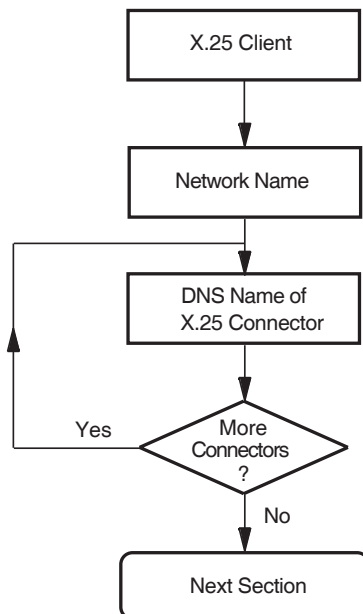 X.25 Client
Network Name
DNS Name of
X.25 Connector
More
Connectors
?
Yes
No
Next Section